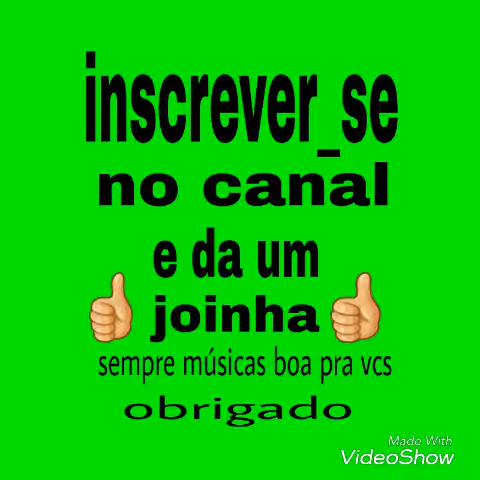 inscrever_se
no canal
e da um
joinha
sempre músicas boa pra vcs
obrigado
Made With
VideoShow